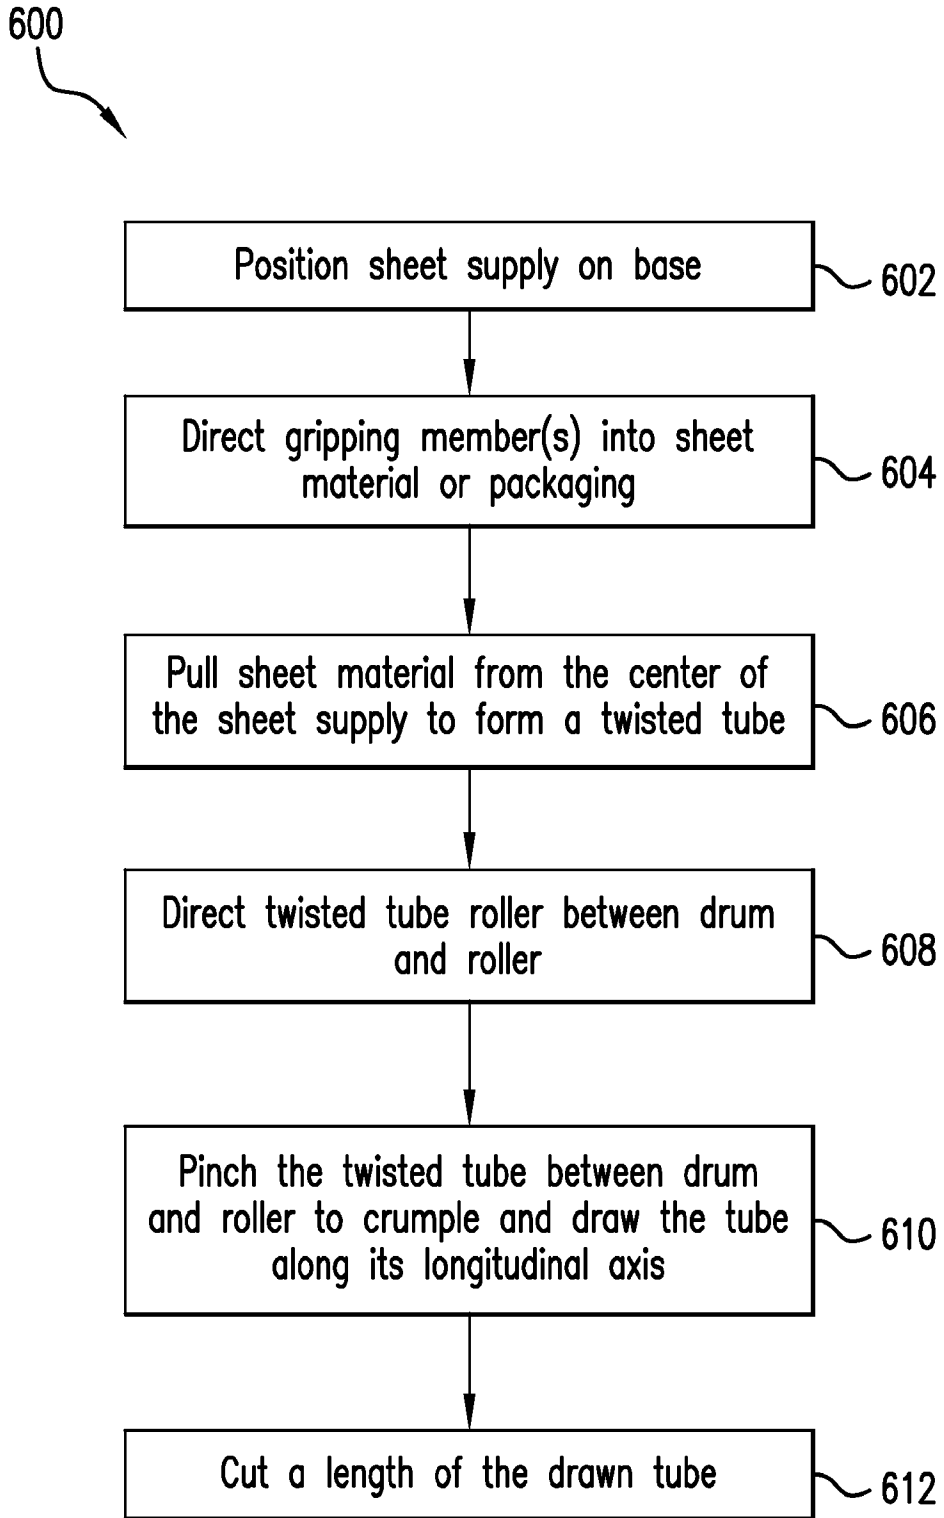 600
Position sheet supply on base
602
Direct gripping member(s) into sheet
material or packaging
604
Pull sheet material from the center of
the sheet supply to form a twisted tube
606
Direct twisted tube roller between drum
and roller
608
Pinch the twisted tube between drum
and roller to crumple and draw the tube
along its longitudinal axis
610
Cut a length of the drawn tube
612